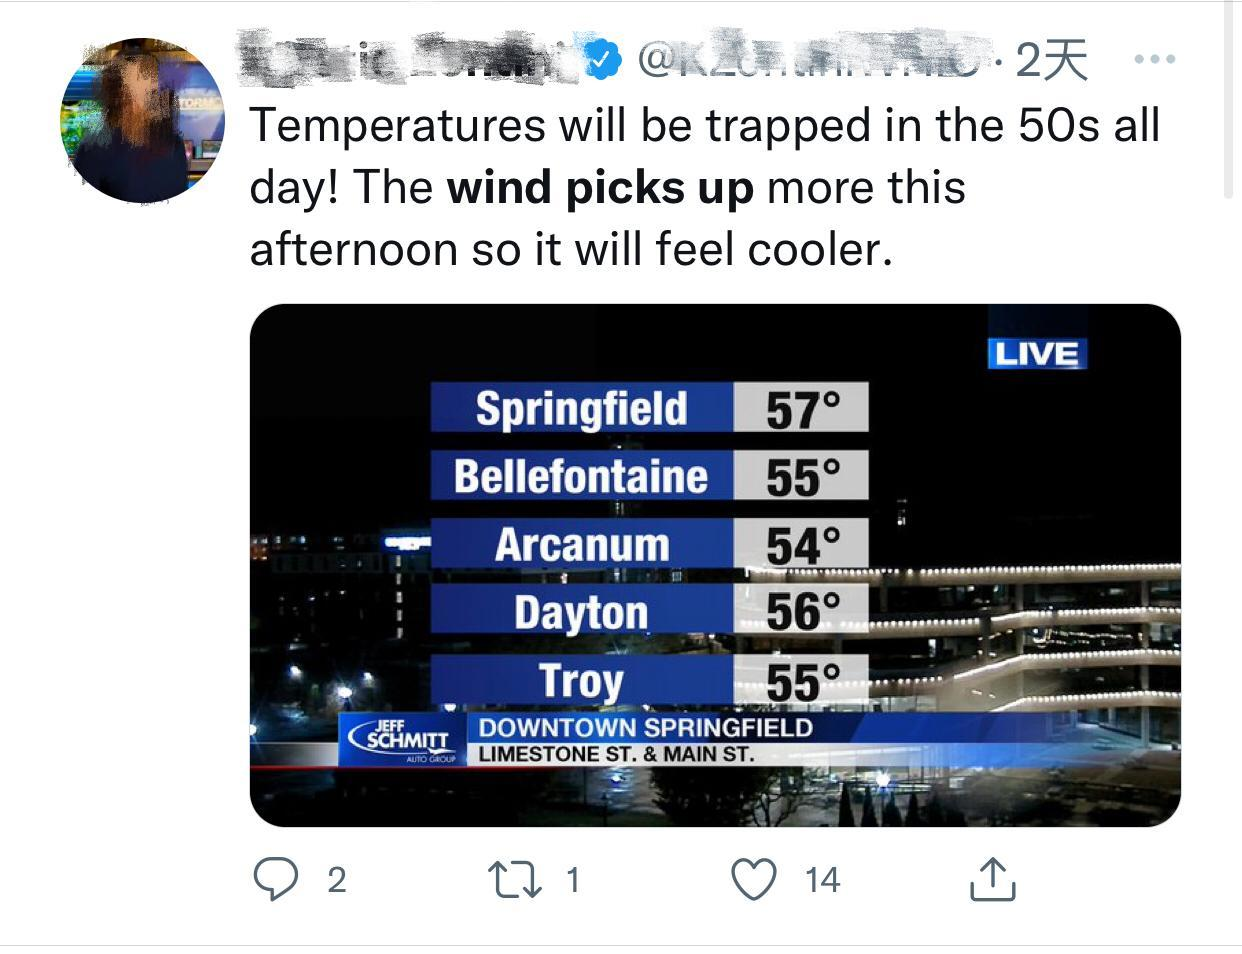 · 2天
Temperatures will be trapped in the 50s all
day! The wind picks up more this
afternoon so it will feel cooler.
LIVE
Springfield 57°
Bellefontaine 55°
Arcanum 54°
Dayton 56°
Troy 55°
JEFF
SCHMITT
AUTO GROUP
DOWNTOWN SPRINGFIELD
LIMESTONE ST. & MAIN ST.
2 1 14